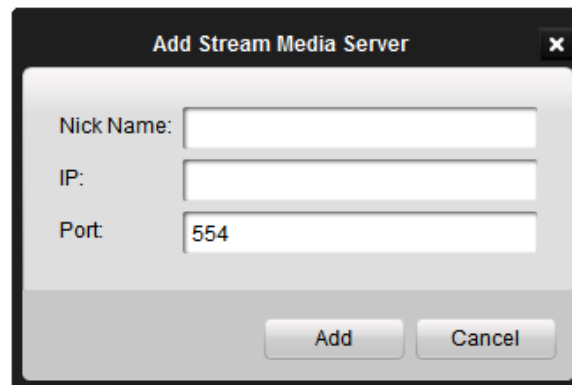 Add Stream Media Server
Nick Name:
IP:
Port: 554
Add Cancel